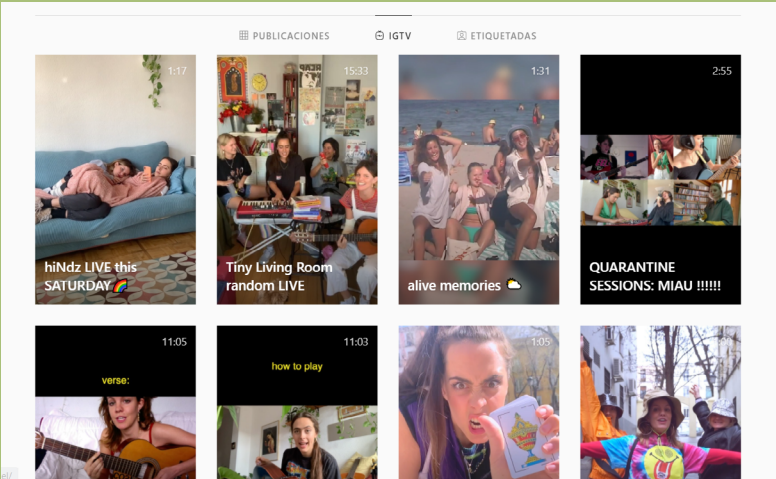 PUBLICACIONES IGTV ETIQUETADAS
1:17
15:33
1:31
2:55
hiNdz LIVE this
SATURDAY🌈
Tiny Living Room
random LIVE
alive memories ⛅
QUARANTINE
SESSIONS: MIAU !!!!!!
11:05
verse:
11:03
how to play
1:05
el/